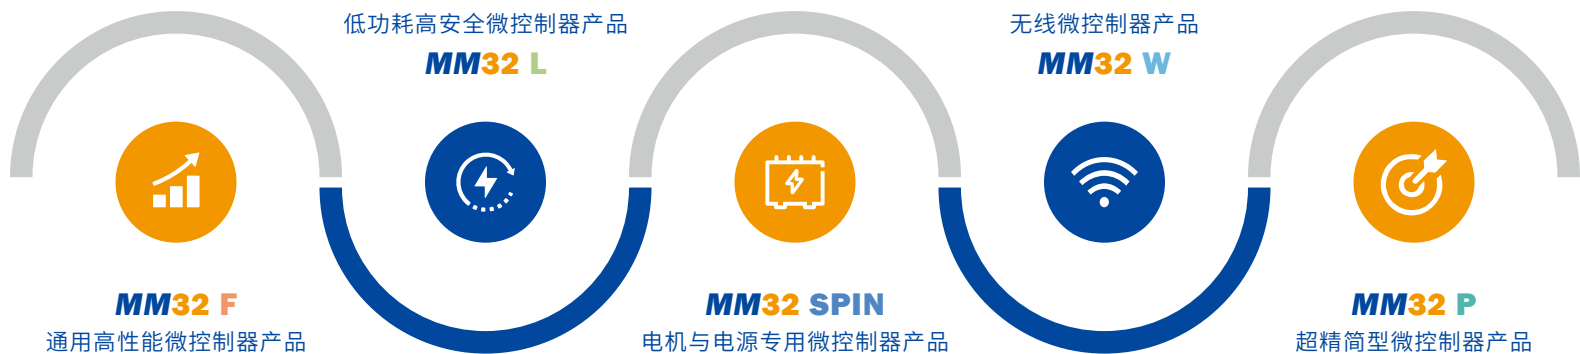 低功耗高安全微控制器产品
MM32 L
无线微控制器产品
MM32 W
MM32 F
通用高性能微控制器产品
MM32 SPIN
电机与电源专用微控制器产品
MM32 P
超精简型微控制器产品